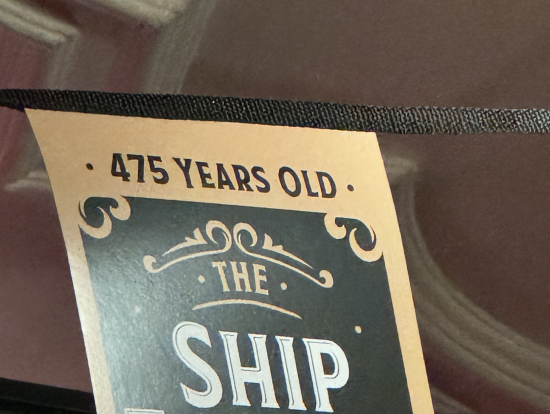 · 475 YEARS OLD ·
· THE ·
SHIP